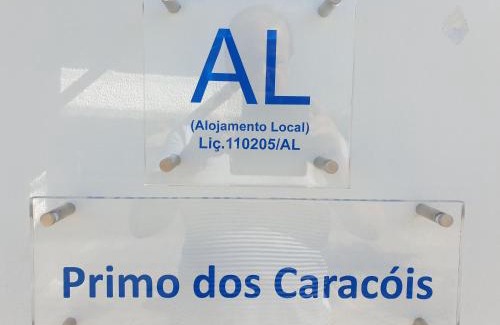 AL
(Alojamento Local)
Liç.110205/AL
Primo dos Caracóis